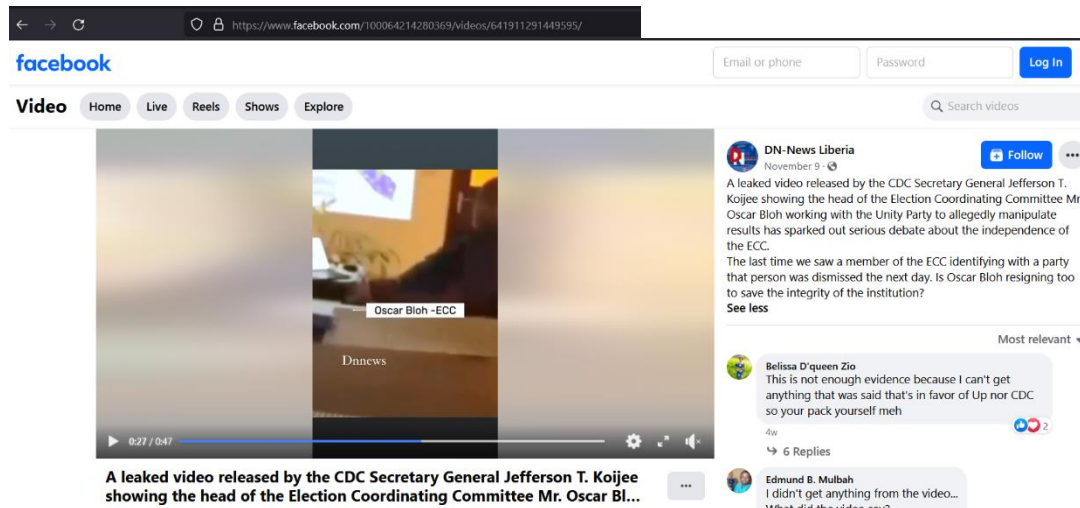 https://www.facebook.com/100064214280369/videos/641911291449595/
facebook
Email or phone
Password
Log In
Video
Home
Live
Reels
Shows
Explore
Search videos
DN-News Liberia
Follow
November 9 ·
A leaked video released by the CDC Secretary General Jefferson T.
Koijee showing the head of the Election Coordinating Committee Mr
Oscar Bloh working with the Unity Party to allegedly manipulate
results has sparked out serious debate about the independence of
the ECC.
The last time we saw a member of the ECC identifying with a party
that person was dismissed the next day. Is Oscar Bloh resigning too
to save the integrity of the institution?
See less
Oscar Bloh -ECC
Dnnews
0:27 / 0:47
A leaked video released by the CDC Secretary General Jefferson T. Koijee
showing the head of the Election Coordinating Committee Mr. Oscar Bl...
Most relevant
Belissa D'queen Zio
This is not enough evidence because I can't get
anything that was said that's in favor of Up nor CDC
so your pack yourself meh
2
4w
6 Replies
Edmund B. Mulbah
I didn't get anything from the video...
What did the video say?